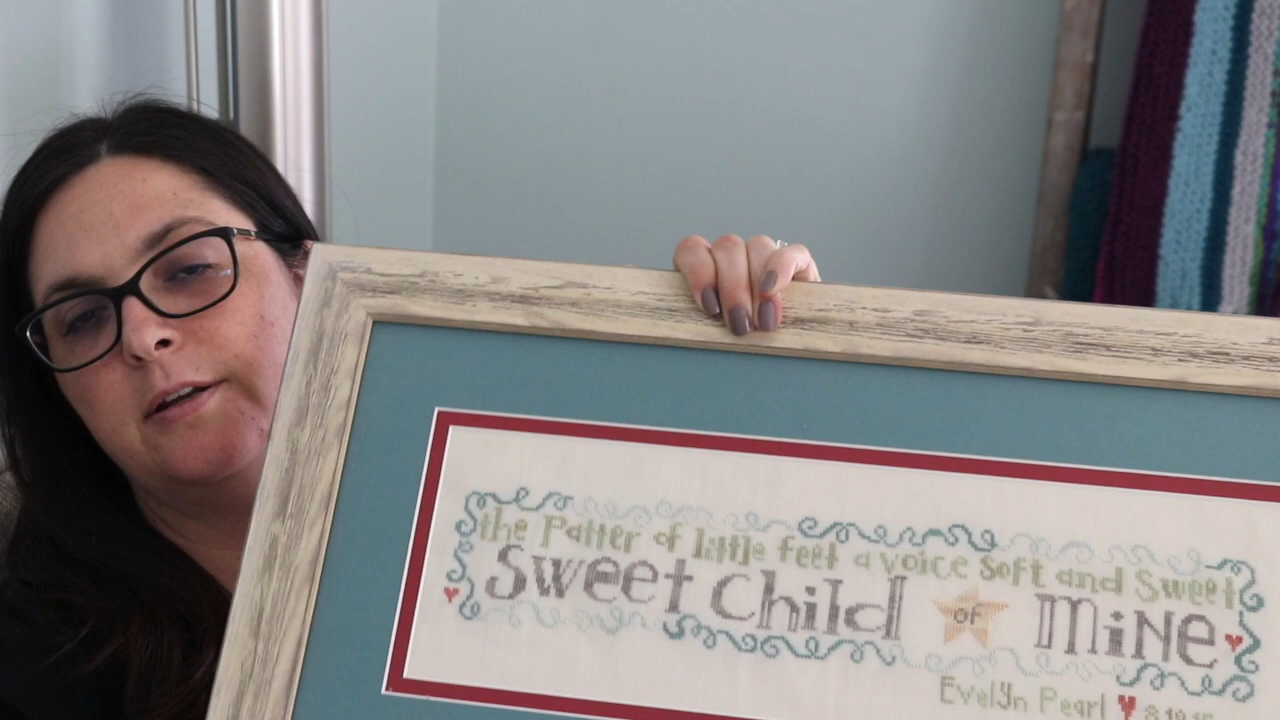 the Patter of little feet a voice soft and Sweet
Sweet Child of MiNE
Evelyn Pearl